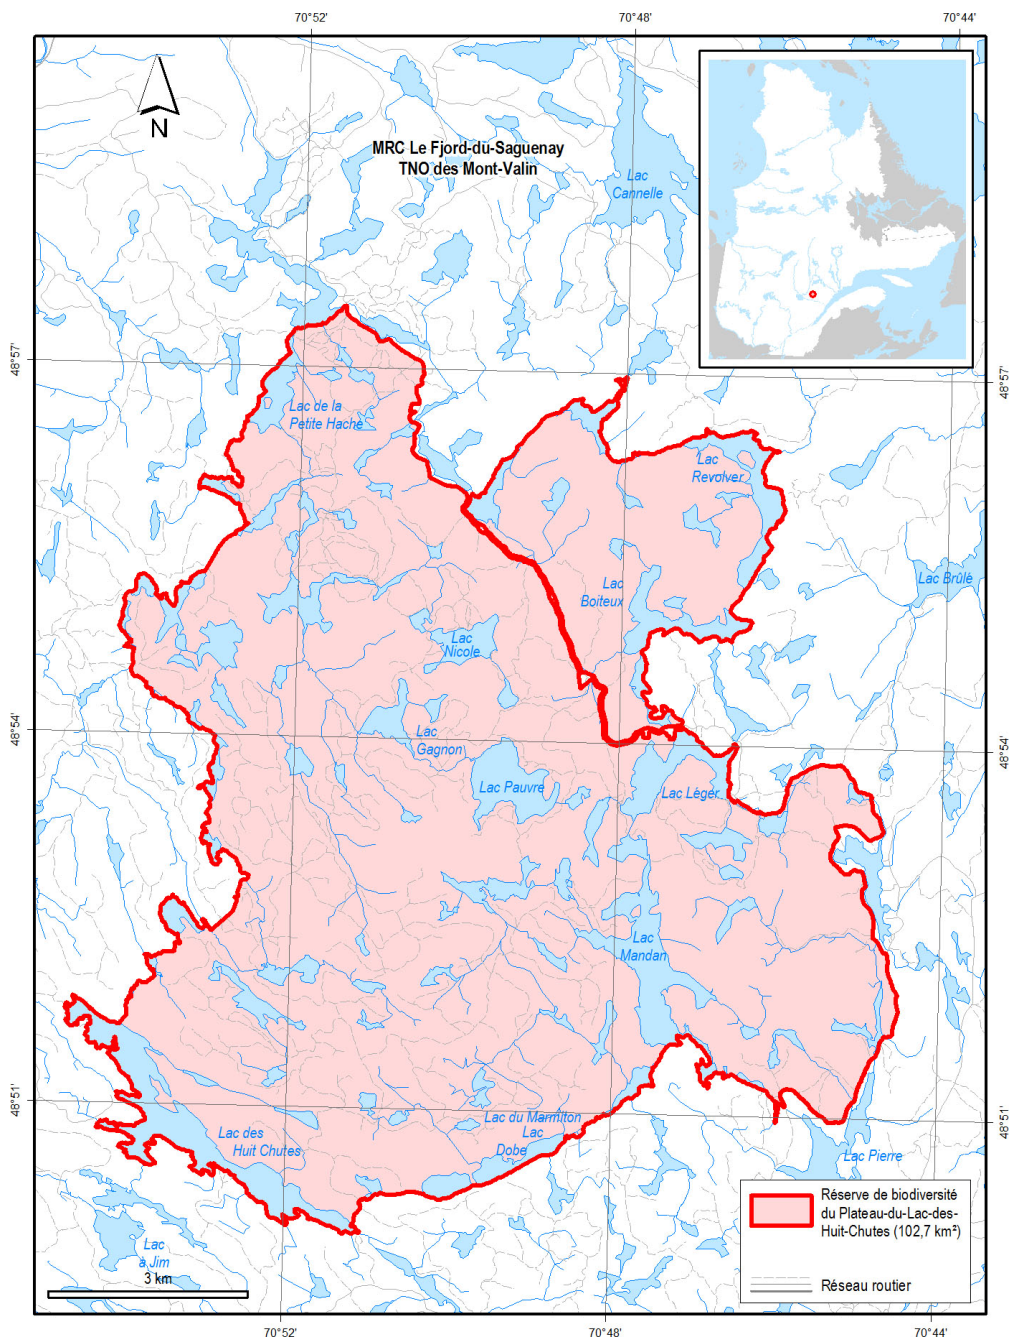 70°52'
70°48'
70°44'
N
MRC Le Fjord-du-Saguenay
TNO des Mont-Valin
Lac
Cannelle
48°57'
48°57'
Lac de la
Petite Hache
Lac
Revolver
Lac Brûlé
Lac
Boiteux
Lac
Nicole
48°54'
48°54'
Lac
Gagnon
Lac Pauvre
Lac Léger
Lac
Mandan
48°51'
48°51'
Lac du Marmiton
Lac
Dobe
Lac des
Huit Chutes
Lac Pierre
Lac
à Jim
3 km
Réserve de biodiversité
du Plateau-du-Lac-des-
Huit-Chutes (102,7 km²)
Réseau routier
70°52'
70°48'
70°44'